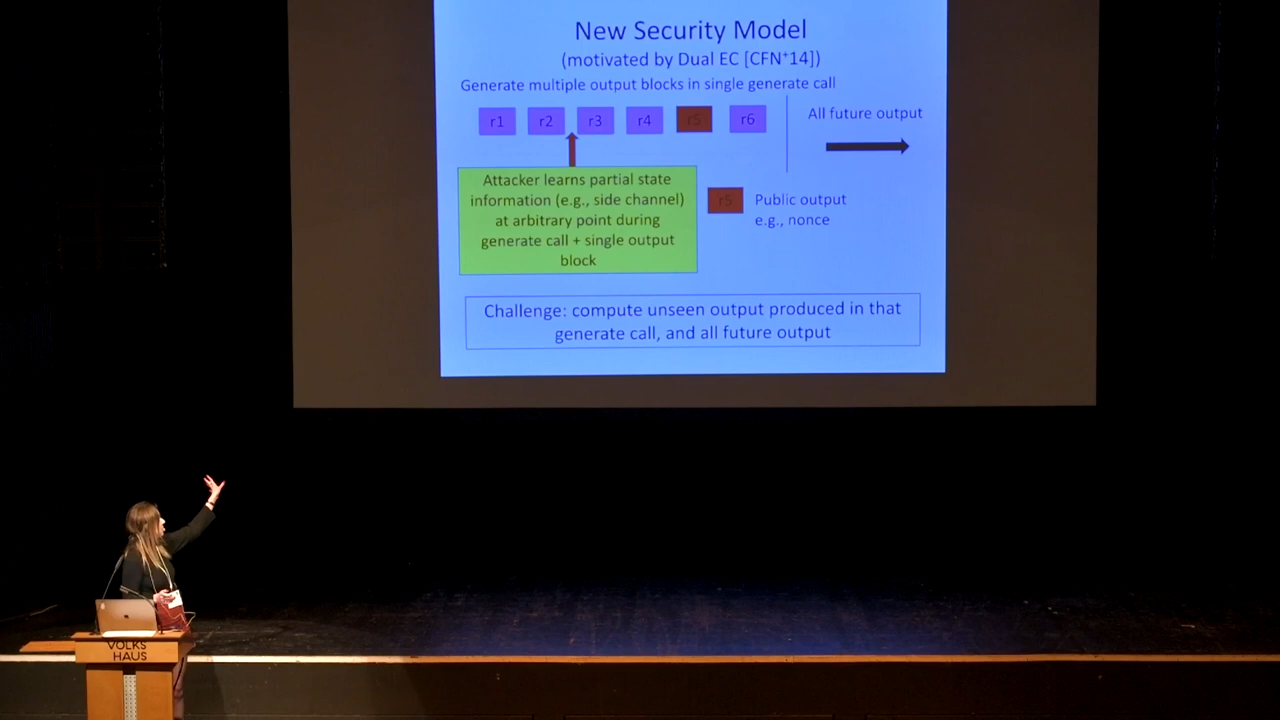 New Security Model
(motivated by Dual EC [CFN+14])
Generate multiple output blocks in single generate call
r1 r2 r3 r4 r5 r6
All future output
Attacker learns partial state
information (e.g., side channel)
at arbitrary point during
generate call + single output
block
r5 Public output
e.g., nonce
Challenge: compute unseen output produced in that
generate call, and all future output
VOLKS
HAUS